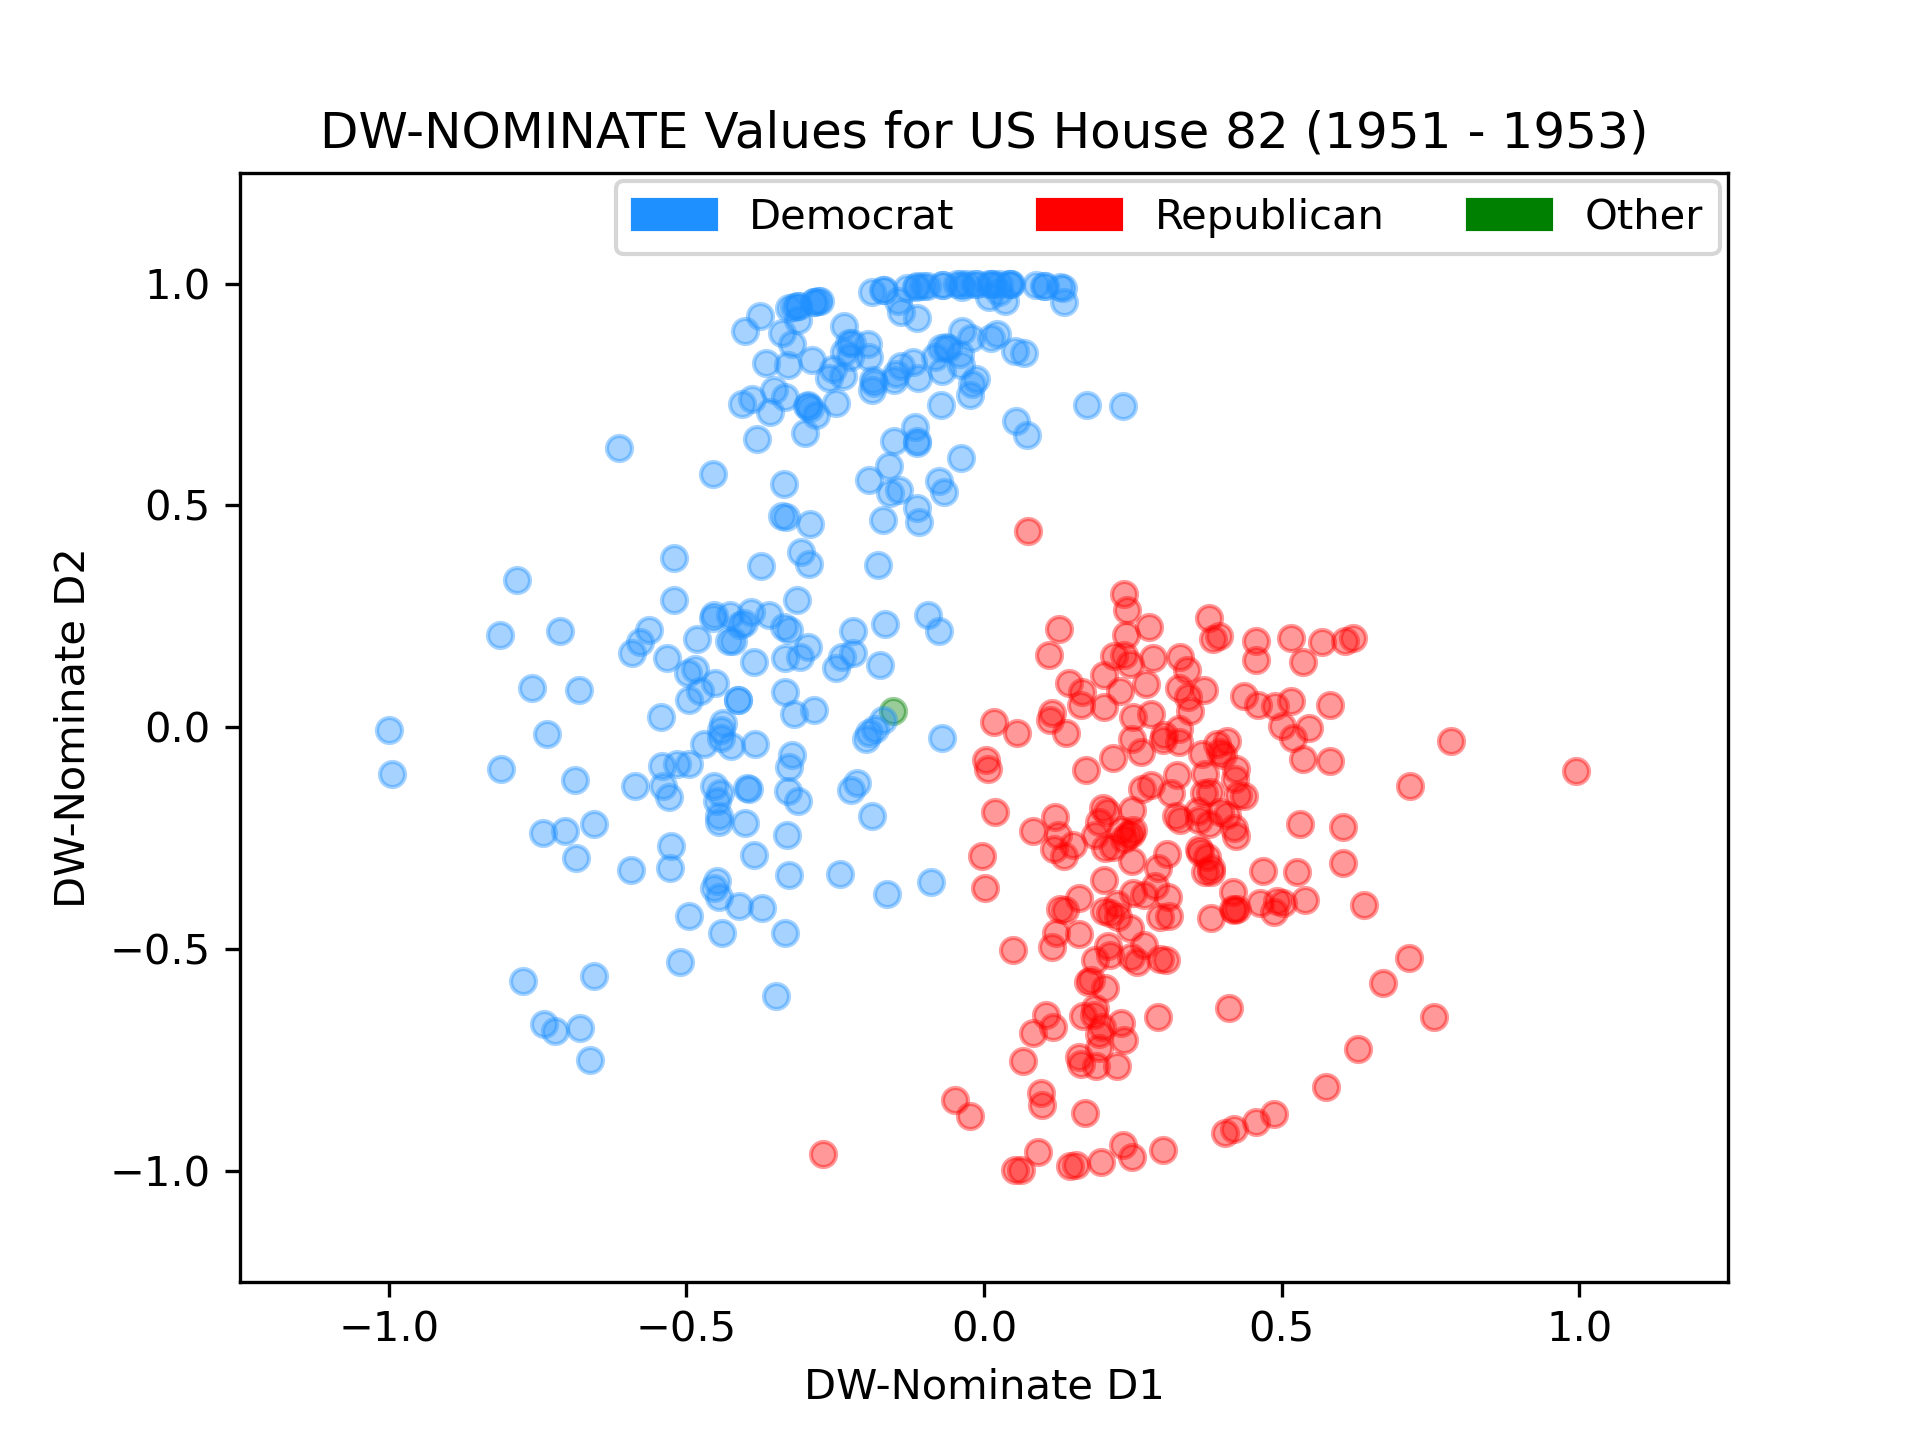 DW-NOMINATE Values for US House 82 (1951 - 1953)
Democrat Republican Other
1.0
0.5
0.0
−0.5
−1.0
DW-Nominate D2
−1.0 −0.5 0.0 0.5 1.0
DW-Nominate D1